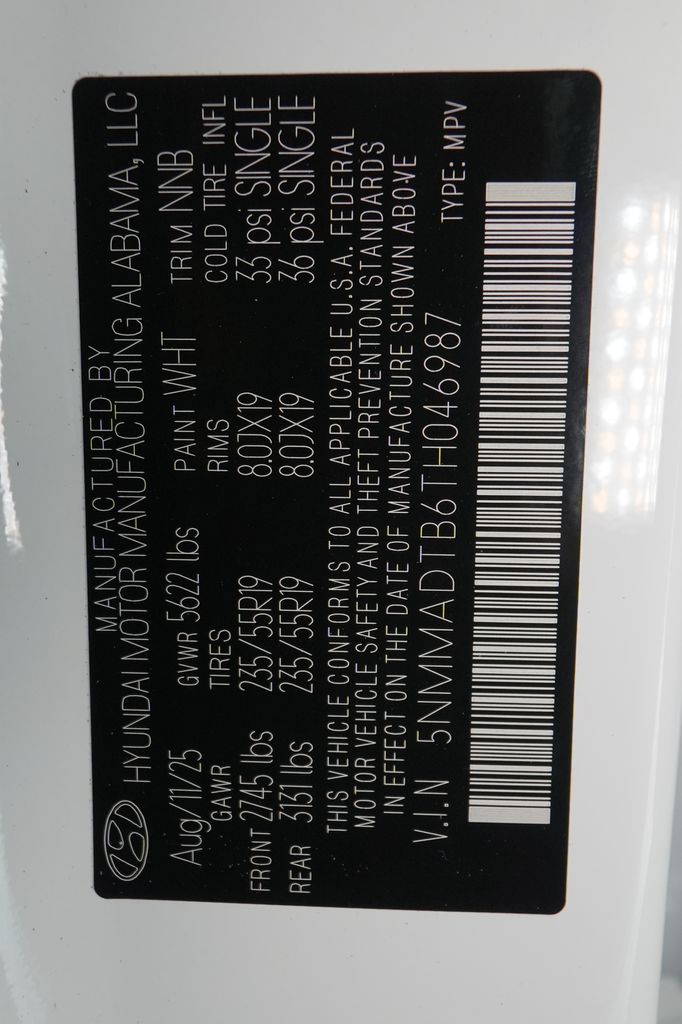 MANUFACTURED BY
HYUNDAI MOTOR MANUFACTURING ALABAMA, LLC
Aug/11/25 GVWR 5622 lbs PAINT WHT TRIM NNB
GAWR TIRES RIMS COLD TIRE INFL
FRONT 2745 lbs 235/55R19 8.0JX19 33 psi SINGLE
REAR 3131 lbs 235/55R19 8.0JX19 36 psi SINGLE
THIS VEHICLE CONFORMS TO ALL APPLICABLE U.S.A. FEDERAL
MOTOR VEHICLE SAFETY AND THEFT PREVENTION STANDARDS
IN EFFECT ON THE DATE OF MANUFACTURE SHOWN ABOVE
V.I.N 5NMMADTB6TH046987 TYPE: MPV